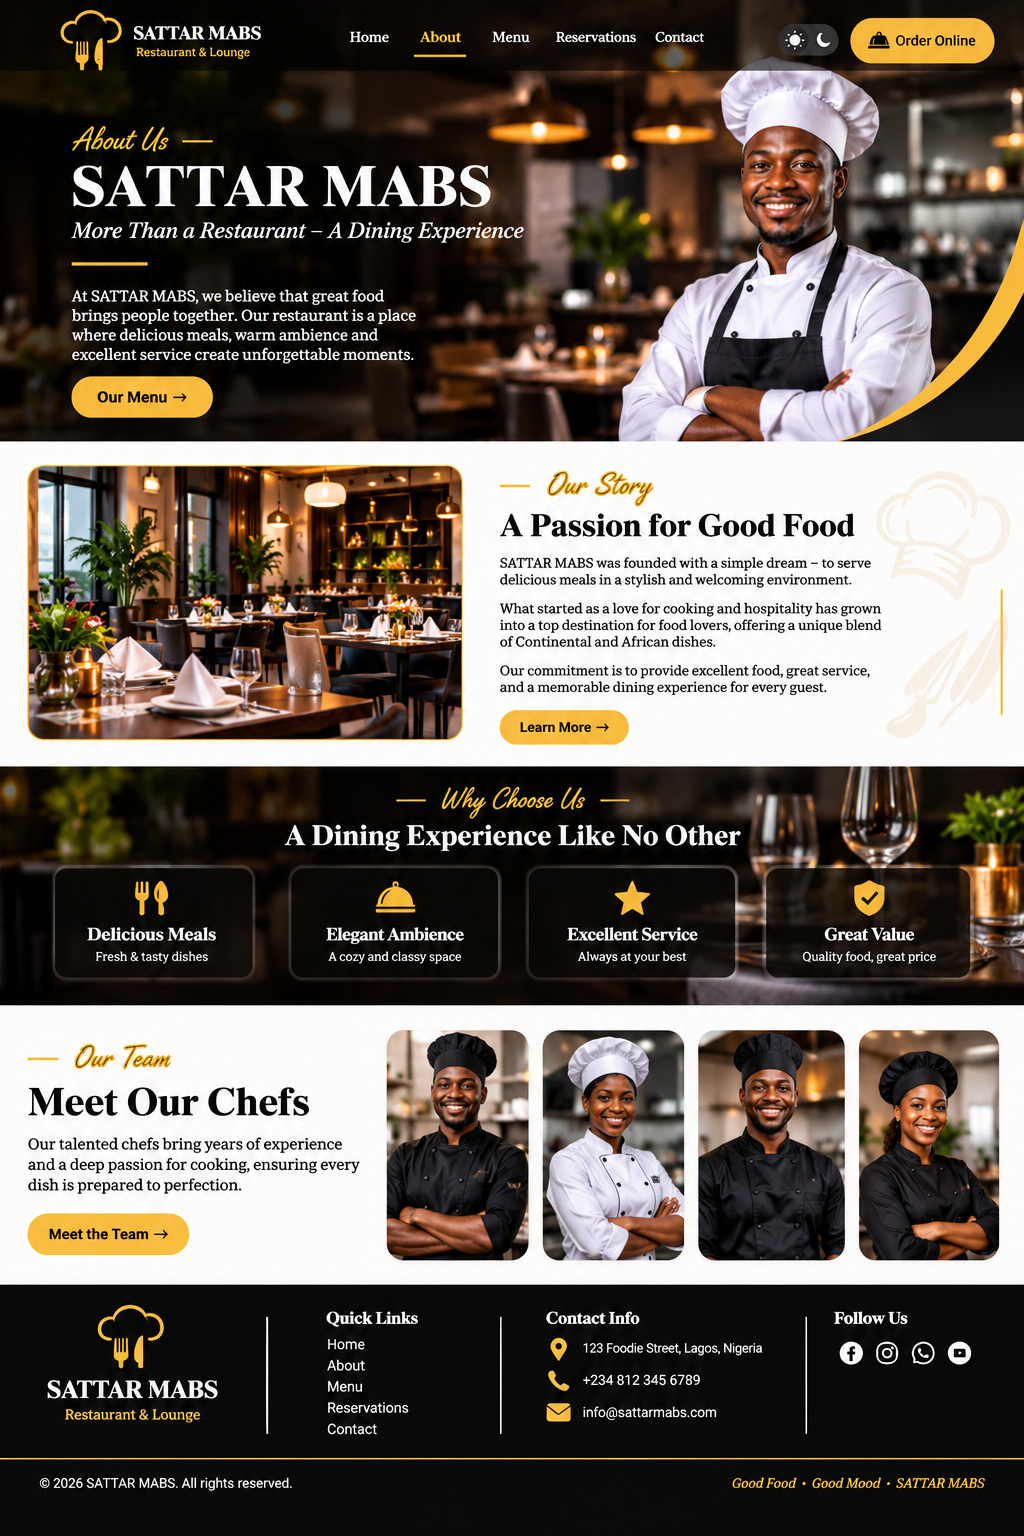 SATTAR MABS
Restaurant & Lounge
Home
About
Menu
Reservations
Contact
Order Online
About Us
SATTAR MABS
More Than a Restaurant – A Dining Experience
At SATTAR MABS, we believe that great food
brings people together. Our restaurant is a place
where delicious meals, warm ambience and
excellent service create unforgettable moments.
Our Menu →
Our Story
A Passion for Good Food
SATTAR MABS was founded with a simple dream – to serve
delicious meals in a stylish and welcoming environment.
What started as a love for cooking and hospitality has grown
into a top destination for food lovers, offering a unique blend
of Continental and African dishes.
Our commitment is to provide excellent food, great service,
and a memorable dining experience for every guest.
Learn More →
Why Choose Us
A Dining Experience Like No Other
Delicious Meals
Fresh & tasty dishes
Elegant Ambience
A cozy and classy space
Excellent Service
Always at your best
Great Value
Quality food, great price
Our Team
Meet Our Chefs
Our talented chefs bring years of experience
and a deep passion for cooking, ensuring every
dish is prepared to perfection.
Meet the Team →
SATTAR MABS
Restaurant & Lounge
Quick Links
Home
About
Menu
Reservations
Contact
Contact Info
123 Foodie Street, Lagos, Nigeria
+234 812 345 6789
info@sattarmabs.com
Follow Us
© 2026 SATTAR MABS. All rights reserved.
Good Food • Good Mood • SATTAR MABS